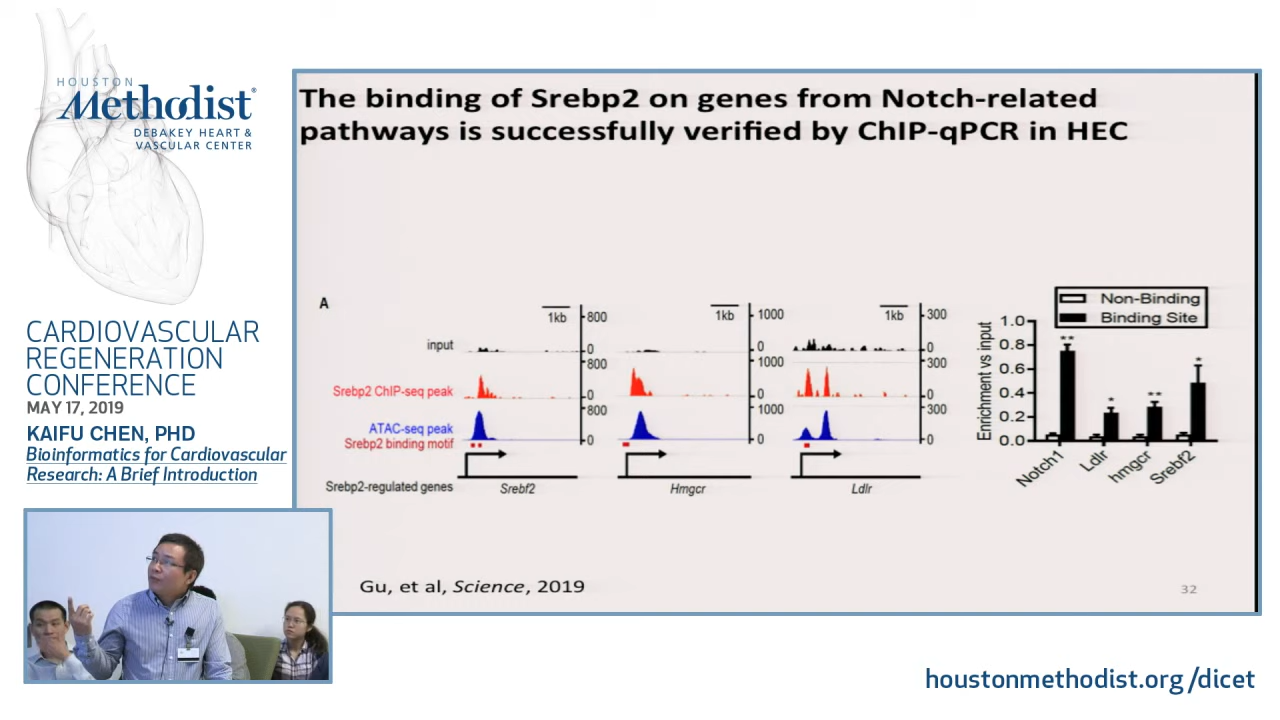 HOUSTON
Methodist®
DEBAKEY HEART &
VASCULAR CENTER
CARDIOVASCULAR
REGENERATION
CONFERENCE
MAY 17, 2019
KAIFU CHEN, PHD
Bioinformatics for Cardiovascular
Research: A Brief Introduction
The binding of Srebp2 on genes from Notch-related
pathways is successfully verified by ChIP-qPCR in HEC
A
1kb 800 1kb 1000 1kb 300
input 0 0 0
800 1000 300
Srebp2 ChIP-seq peak 0 0 0
800 1000 300
ATAC-seq peak
Srebp2 binding motif 0 0 0
Srebp2-regulated genes Srebf2 Hmgcr Ldlr
Non-Binding
Binding Site
Enrichment vs input
1.0
0.8
0.6
0.4
0.2
0.0
** * ** *
Notch1 Ldlr hmgcr Srebf2
Gu, et al, Science, 2019
32
houstonmethodist.org/dicet